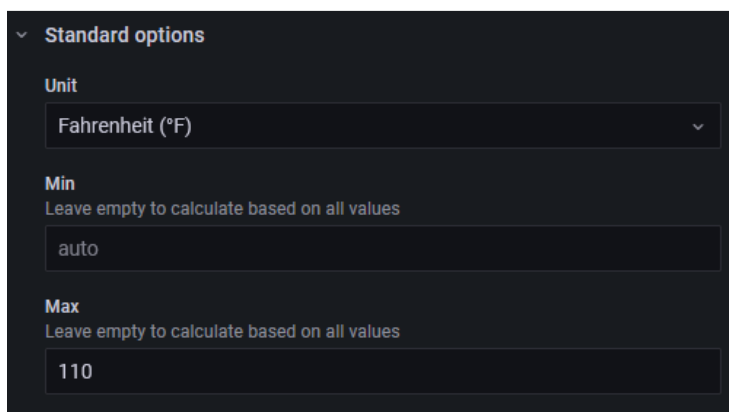 Standard options
Unit
Fahrenheit (°F)
Min
Leave empty to calculate based on all values
auto
Max
Leave empty to calculate based on all values
110